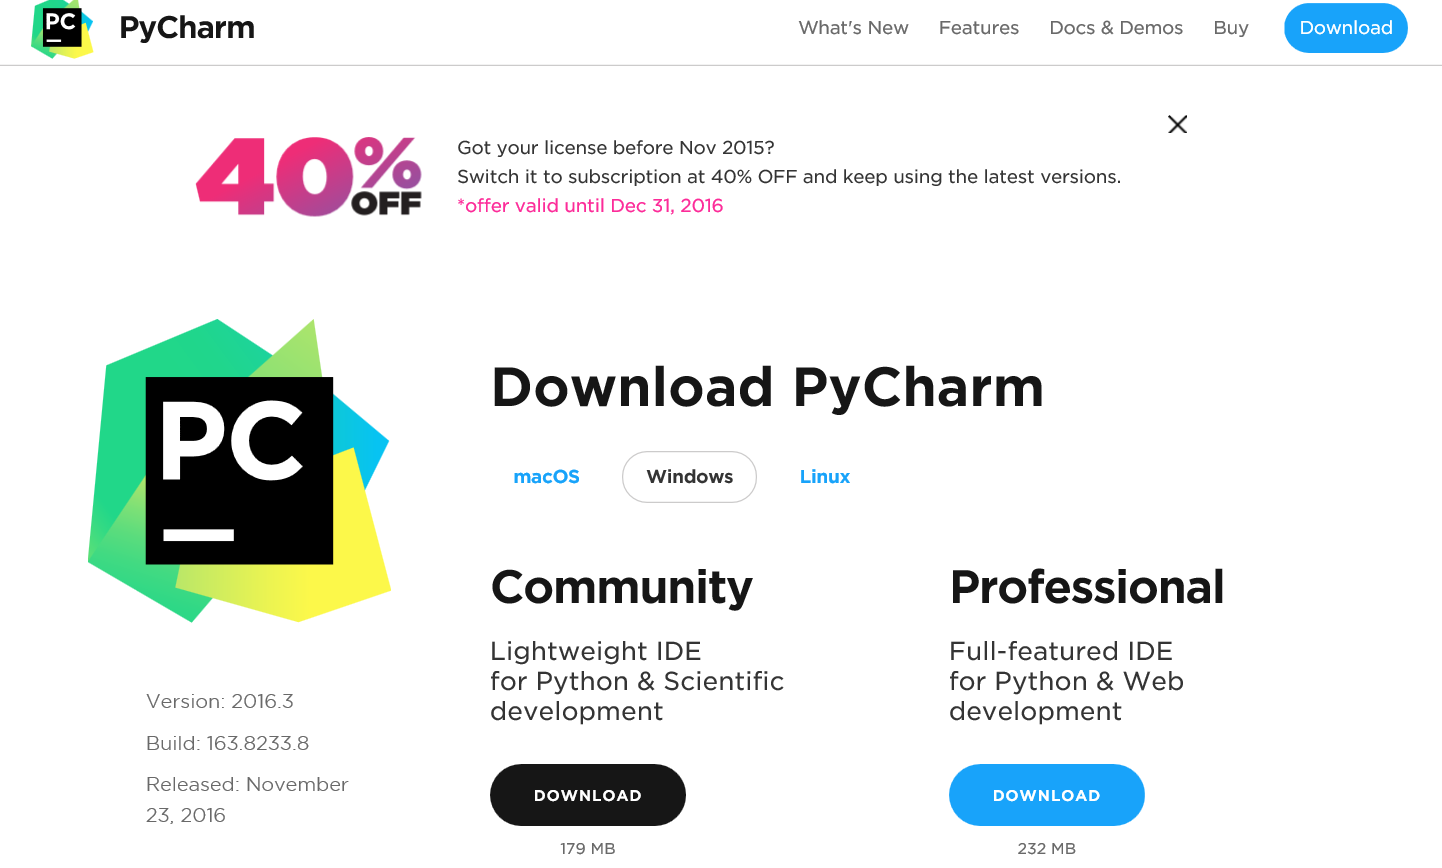 PC PyCharm What's New Features Docs & Demos Buy Download
40% OFF
Got your license before Nov 2015?
Switch it to subscription at 40% OFF and keep using the latest versions.
*offer valid until Dec 31, 2016
PC
Download PyCharm
macOS Windows Linux
Community
Lightweight IDE
for Python & Scientific
development
DOWNLOAD
179 MB
Professional
Full-featured IDE
for Python & Web
development
DOWNLOAD
232 MB
Version: 2016.3
Build: 163.8233.8
Released: November
23, 2016